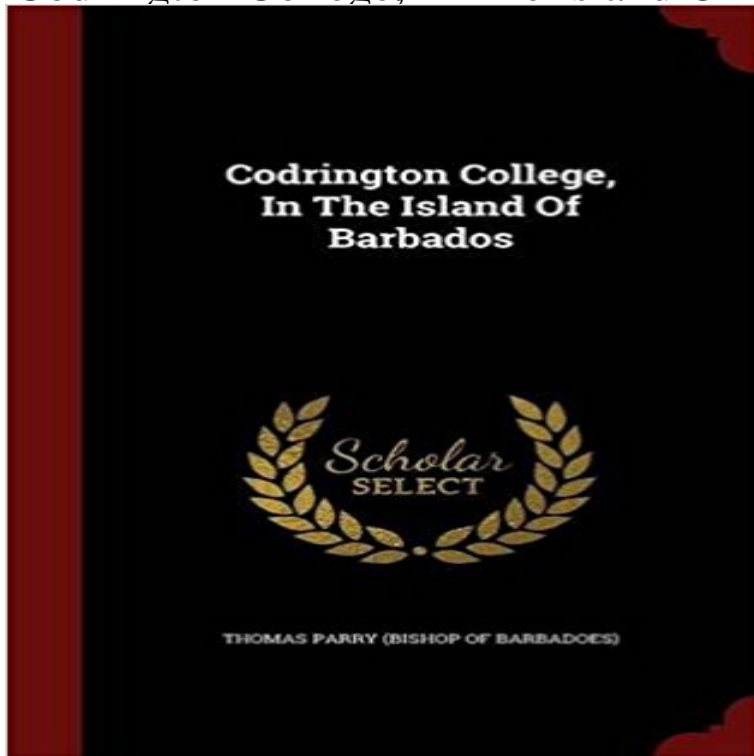 Codrington College,
In The Island Of
Barbados
Scholar
SELECT
THOMAS PARRY (BISHOP OF BARBADOES)